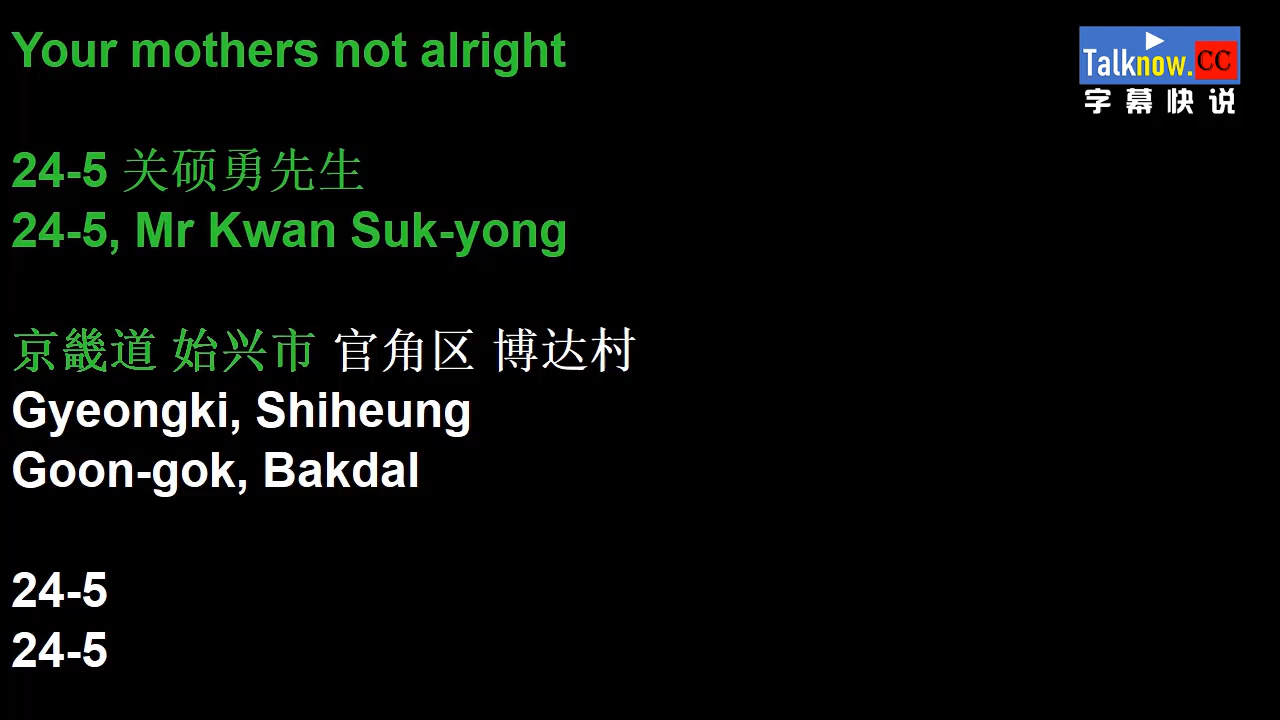 Your mothers not alright
Talknow.CC
字幕快说
24-5 关硕勇先生
24-5, Mr Kwan Suk-yong
京畿道 始兴市 官角区 博达村
Gyeongki, Shiheung
Goon-gok, Bakdal
24-5
24-5